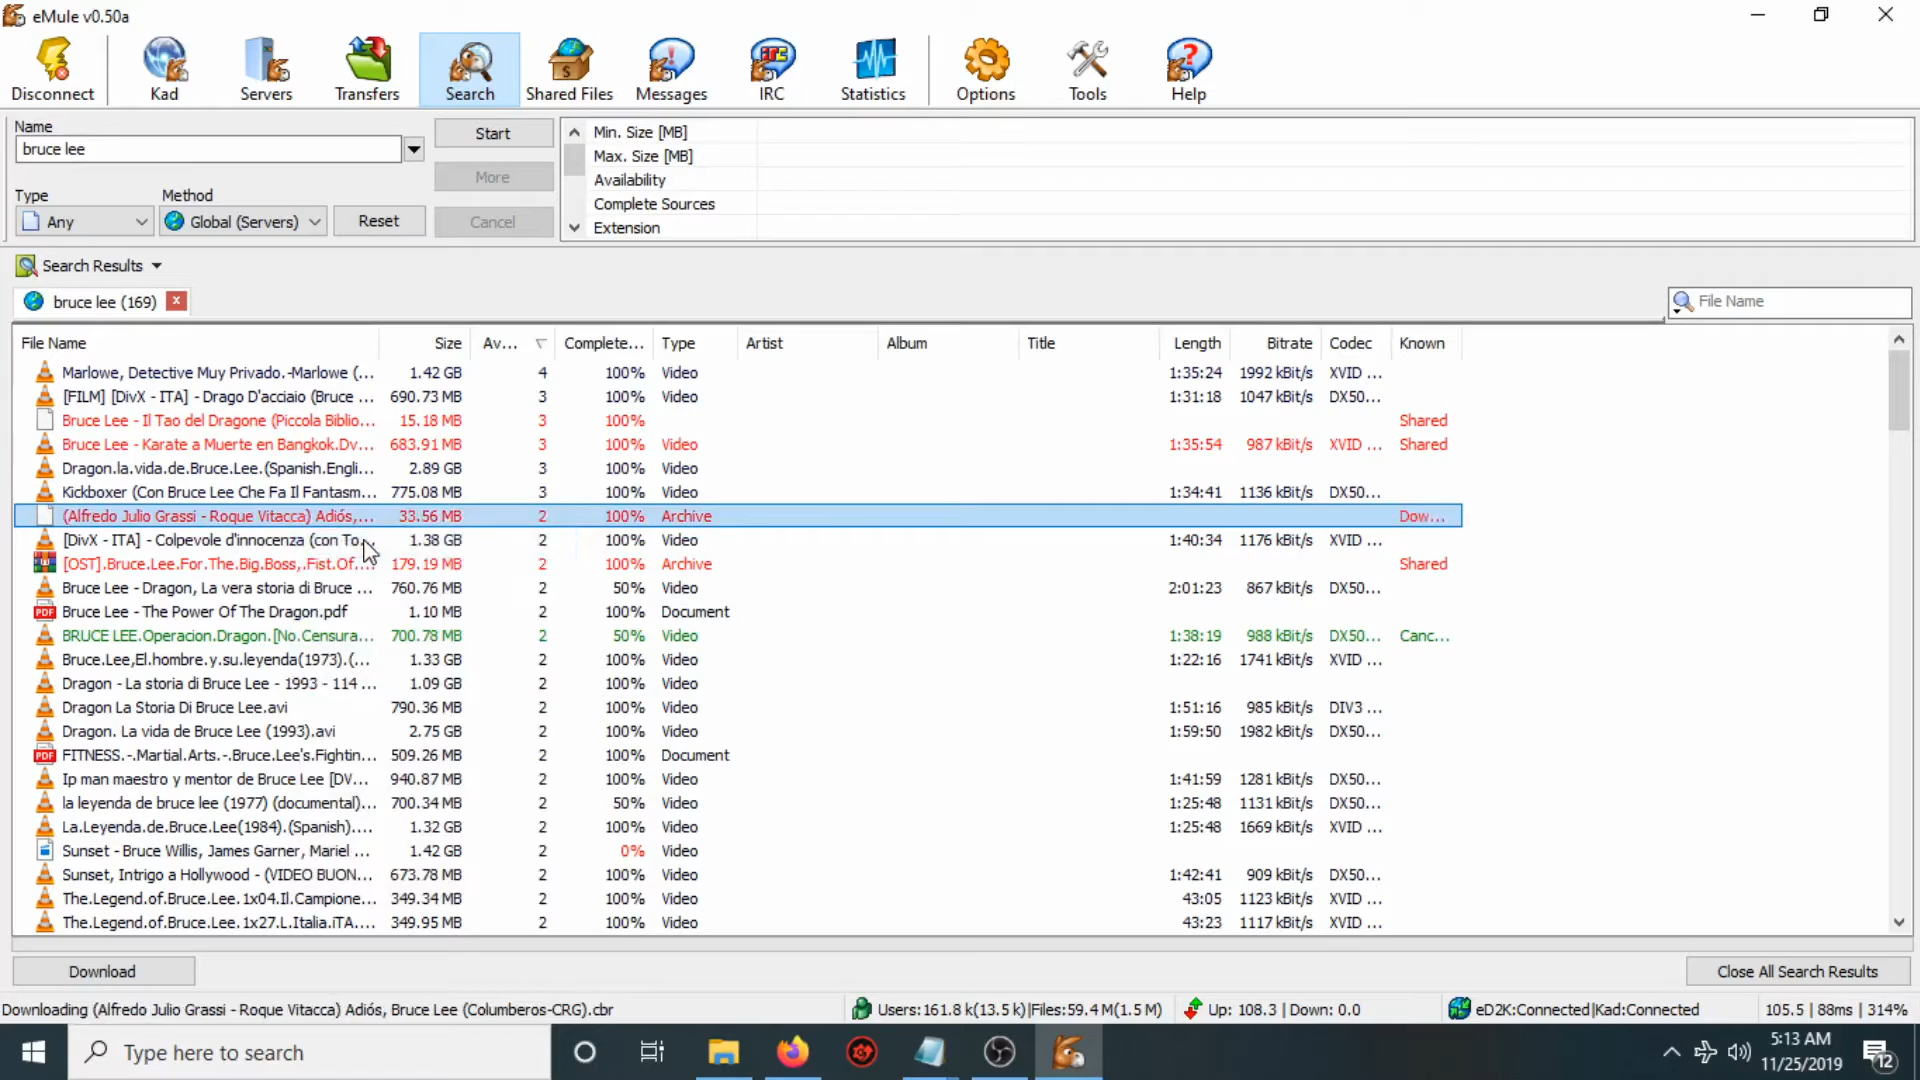 eMule v0.50a
Disconnect Kad Servers Transfers Search Shared Files Messages IRC Statistics Options Tools Help
Name
bruce lee
Type Method
Any Global (Servers) Reset
Start
More
Cancel
Min. Size [MB]
Max. Size [MB]
Availability
Complete Sources
Extension
Search Results
bruce lee (169)
File Name
File Name Size Av... Complete... Type Artist Album Title Length Bitrate Codec Known
Marlowe, Detective Muy Privado.-Marlowe (... 1.42 GB 4 100% Video 1:35:24 1992 kBit/s XVID ...
[FILM] [DivX - ITA] - Drago D'acciaio (Bruce ... 690.73 MB 3 100% Video 1:31:18 1047 kBit/s DX50...
Bruce Lee - Il Tao del Dragone (Piccola Biblio... 15.18 MB 3 100% Shared
Bruce Lee - Karate a Muerte en Bangkok.Dv... 683.91 MB 3 100% Video 1:35:54 987 kBit/s XVID ... Shared
Dragon.la.vida.de.Bruce.Lee.(Spanish.Engli... 2.89 GB 3 100% Video
Kickboxer (Con Bruce Lee Che Fa Il Fantasm... 775.08 MB 3 100% Video 1:34:41 1136 kBit/s DX50...
(Alfredo Julio Grassi - Roque Vitacca) Adiós,... 33.56 MB 2 100% Archive Dow...
[DivX - ITA] - Colpevole d'innocenza (con To... 1.38 GB 2 100% Video 1:40:34 1176 kBit/s XVID ...
[OST].Bruce.Lee.For.The.Big.Boss,.Fist.Of.... 179.19 MB 2 100% Archive Shared
Bruce Lee - Dragon, La vera storia di Bruce ... 760.76 MB 2 50% Video 2:01:23 867 kBit/s DX50...
PDF Bruce Lee - The Power Of The Dragon.pdf 1.10 MB 2 100% Document
BRUCE LEE.Operacion.Dragon.[No.Censura... 700.78 MB 2 50% Video 1:38:19 988 kBit/s DX50... Canc...
Bruce.Lee,El.hombre.y.su.leyenda(1973).(... 1.33 GB 2 100% Video 1:22:16 1741 kBit/s XVID ...
Dragon - La storia di Bruce Lee - 1993 - 114 ... 1.09 GB 2 100% Video
Dragon La Storia Di Bruce Lee.avi 790.36 MB 2 100% Video 1:51:16 985 kBit/s DIV3 ...
Dragon. La vida de Bruce Lee (1993).avi 2.75 GB 2 100% Video 1:59:50 1982 kBit/s XVID ...
PDF FITNESS.-.Martial.Arts.-.Bruce.Lee's.Fightin... 509.26 MB 2 100% Document
Ip man maestro y mentor de Bruce Lee [DV... 940.87 MB 2 100% Video 1:41:59 1281 kBit/s DX50...
la leyenda de bruce lee (1977) (documental)... 700.34 MB 2 50% Video 1:25:48 1131 kBit/s DX50...
La.Leyenda.de.Bruce.Lee(1984).(Spanish).... 1.32 GB 2 100% Video 1:25:48 1669 kBit/s XVID ...
Sunset - Bruce Willis, James Garner, Mariel ... 1.42 GB 2 0% Video
Sunset, Intrigo a Hollywood - (VIDEO BUON... 673.78 MB 2 100% Video 1:42:41 909 kBit/s DX50...
The.Legend.of.Bruce.Lee.1x04.Il.Campione... 349.34 MB 2 100% Video 43:05 1123 kBit/s XVID ...
The.Legend.of.Bruce.Lee.1x27.L.Italia.iTA.... 349.95 MB 2 100% Video 43:23 1117 kBit/s XVID ...
Download Close All Search Results
Downloading (Alfredo Julio Grassi - Roque Vitacca) Adiós, Bruce Lee (Columberos-CRG).cbr Users:161.8 k(13.5 k)|Files:59.4 M(1.5 M) Up: 108.3 | Down: 0.0 eD2K:Connected|Kad:Connected 105.5 | 88ms | 314%
Type here to search
5:13 AM
11/25/2019
12